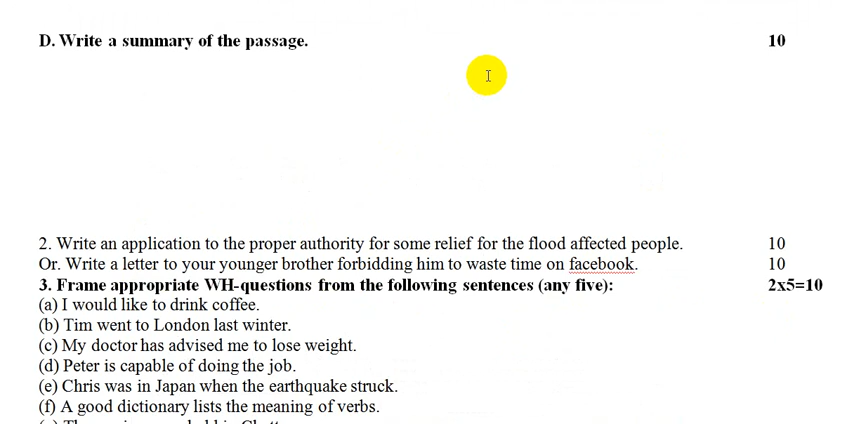 D. Write a summary of the passage. 10
2. Write an application to the proper authority for some relief for the flood affected people. 10
Or. Write a letter to your younger brother forbidding him to waste time on facebook. 10
3. Frame appropriate WH-questions from the following sentences (any five): 2x5=10
(a) I would like to drink coffee.
(b) Tim went to London last winter.
(c) My doctor has advised me to lose weight.
(d) Peter is capable of doing the job.
(e) Chris was in Japan when the earthquake struck.
(f) A good dictionary lists the meaning of verbs.